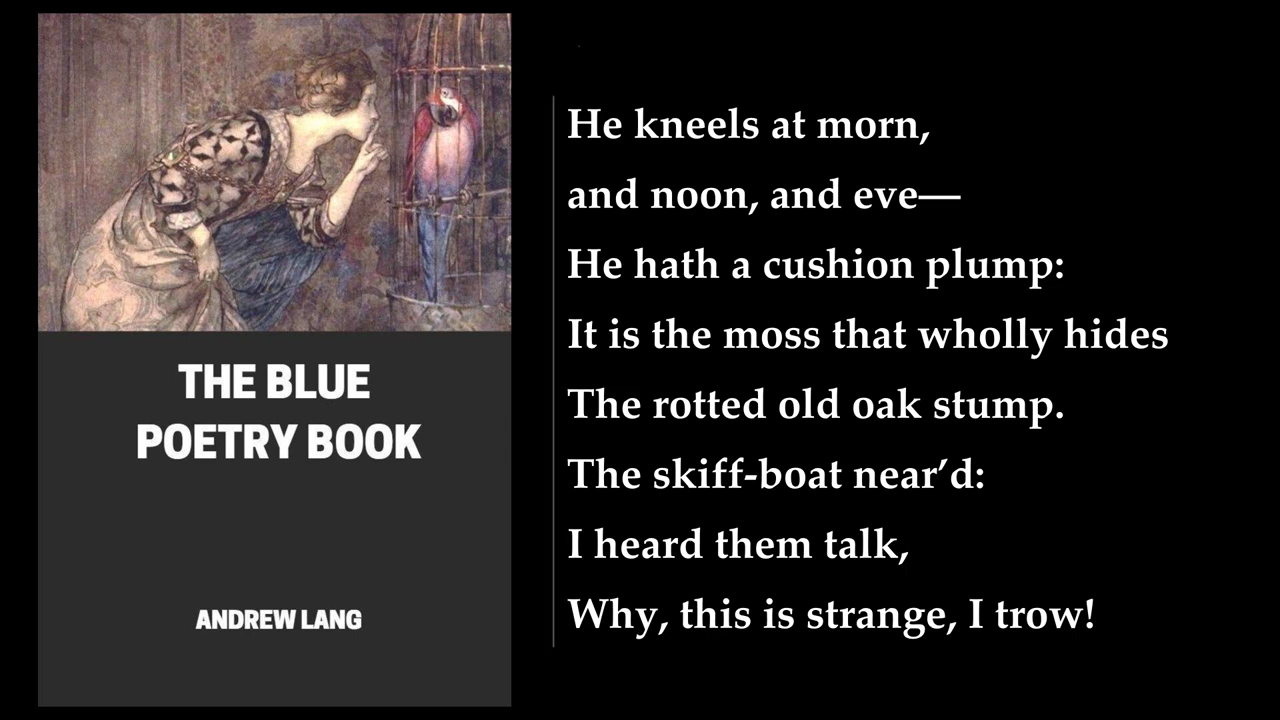 THE BLUE
POETRY BOOK
ANDREW LANG
He kneels at morn,
and noon, and eve—
He hath a cushion plump:
It is the moss that wholly hides
The rotted old oak stump.
The skiff-boat near’d:
I heard them talk,
Why, this is strange, I trow!